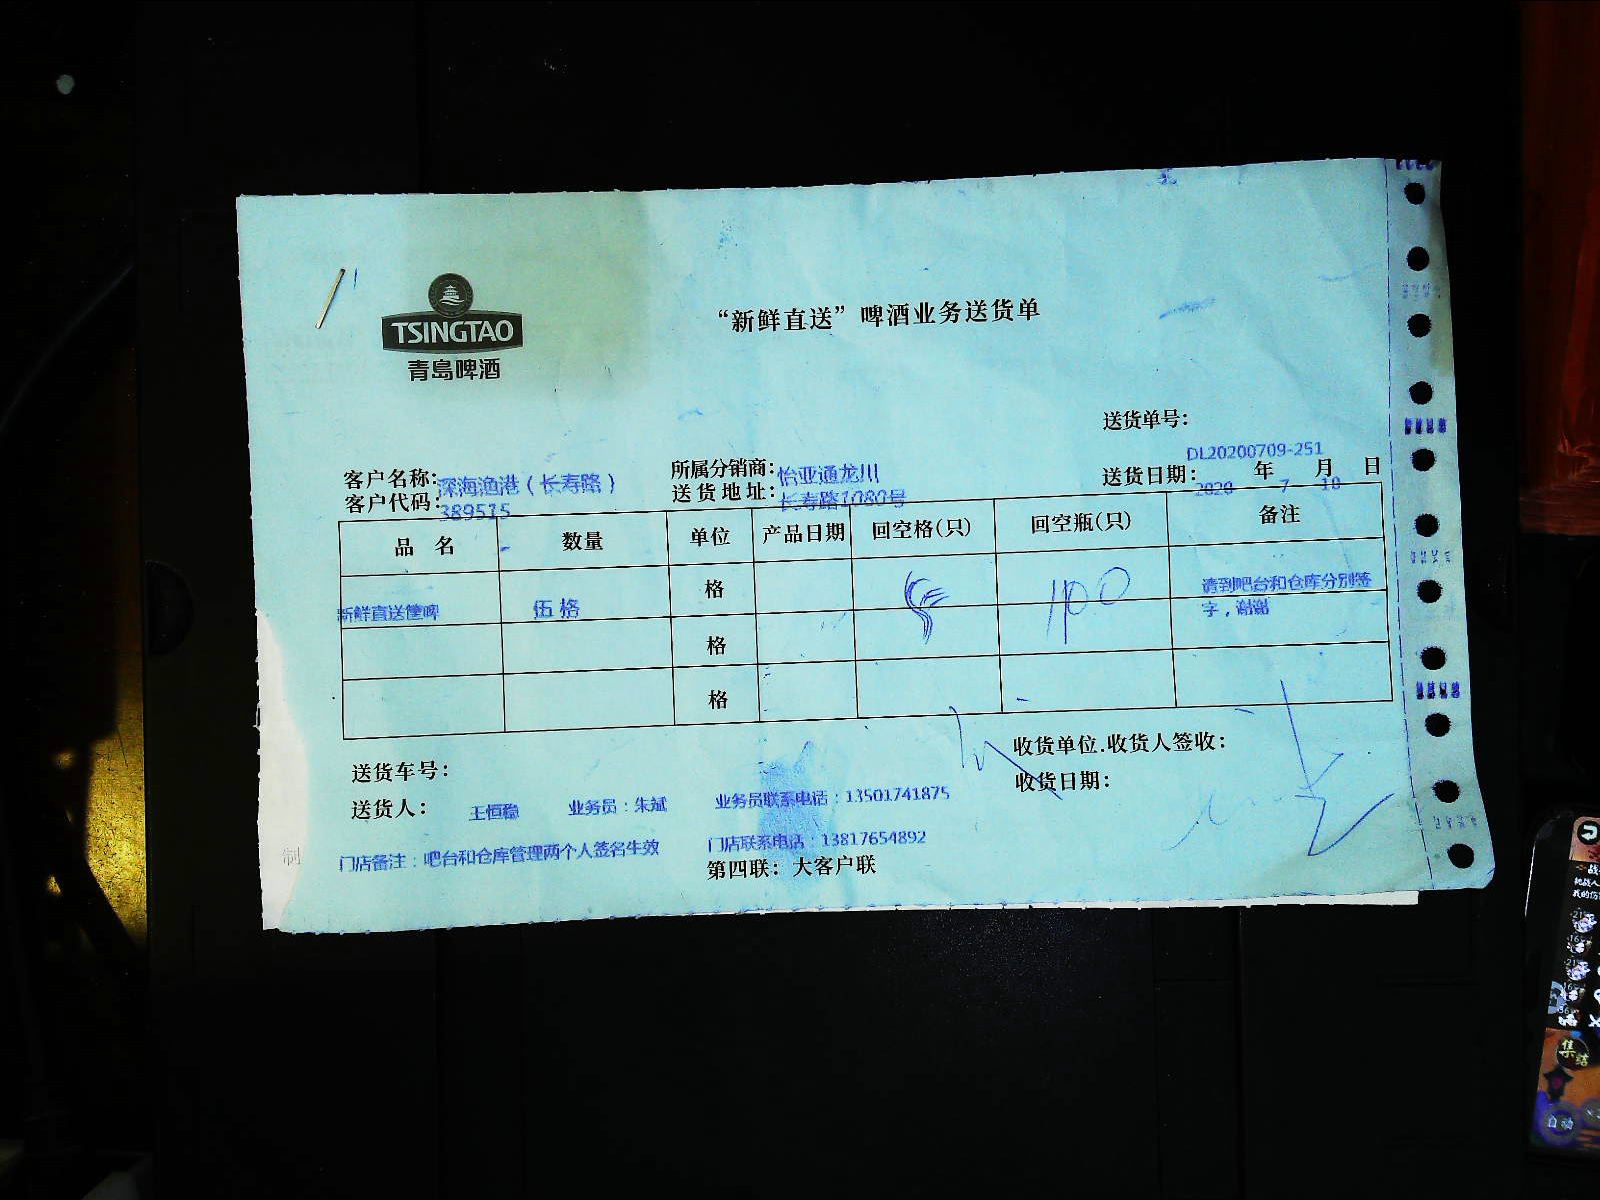 TSINGTAO
青島啤酒
“新鲜直送”啤酒业务送货单
送货单号：
DL20200709-251
客户名称：深海渔港（长寿路） 所属分销商：怡亚通龙川 送货日期： 2020 年 7 月 10 日
客户代码：389515 送货地址：长寿路1080号
品 名 数量 单位 产品日期 回空格(只) 回空瓶(只) 备注
新鲜直送筐啤 伍格 格 请到吧台和仓库分别签
字，谢谢
格
格
送货车号： 收货单位.收货人签收：
收货日期：
送货人： 王恒稳 业务员：朱斌 业务员联系电话：13501741875
门店备注：吧台和仓库管理两个人签名生效 门店联系电话：13817654892
第四联：大客户联
制
集结
自动